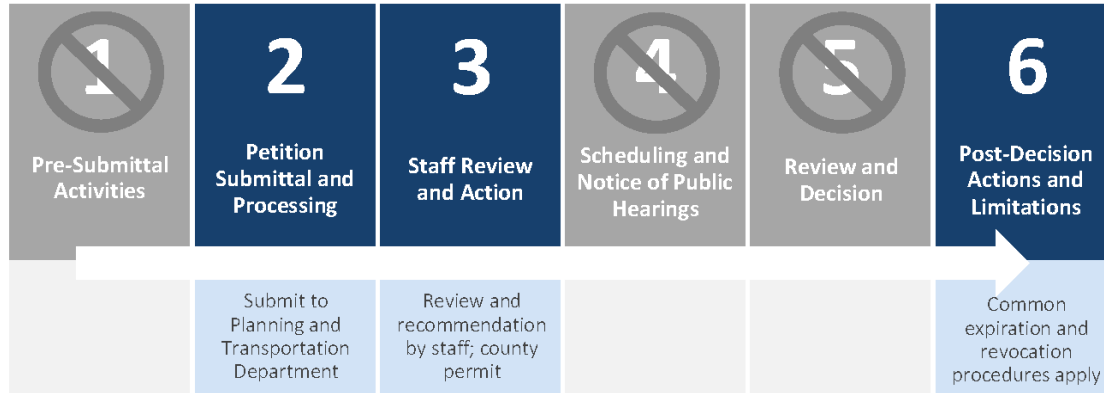 1
Pre-Submittal
Activities
2
Petition
Submittal and
Processing
Submit to
Planning and
Transportation
Department
3
Staff Review
and Action
Review and
recommendation
by staff; county
permit
4
Scheduling and
Notice of Public
Hearings
5
Review and
Decision
6
Post-Decision
Actions and
Limitations
Common
expiration and
revocation
procedures apply